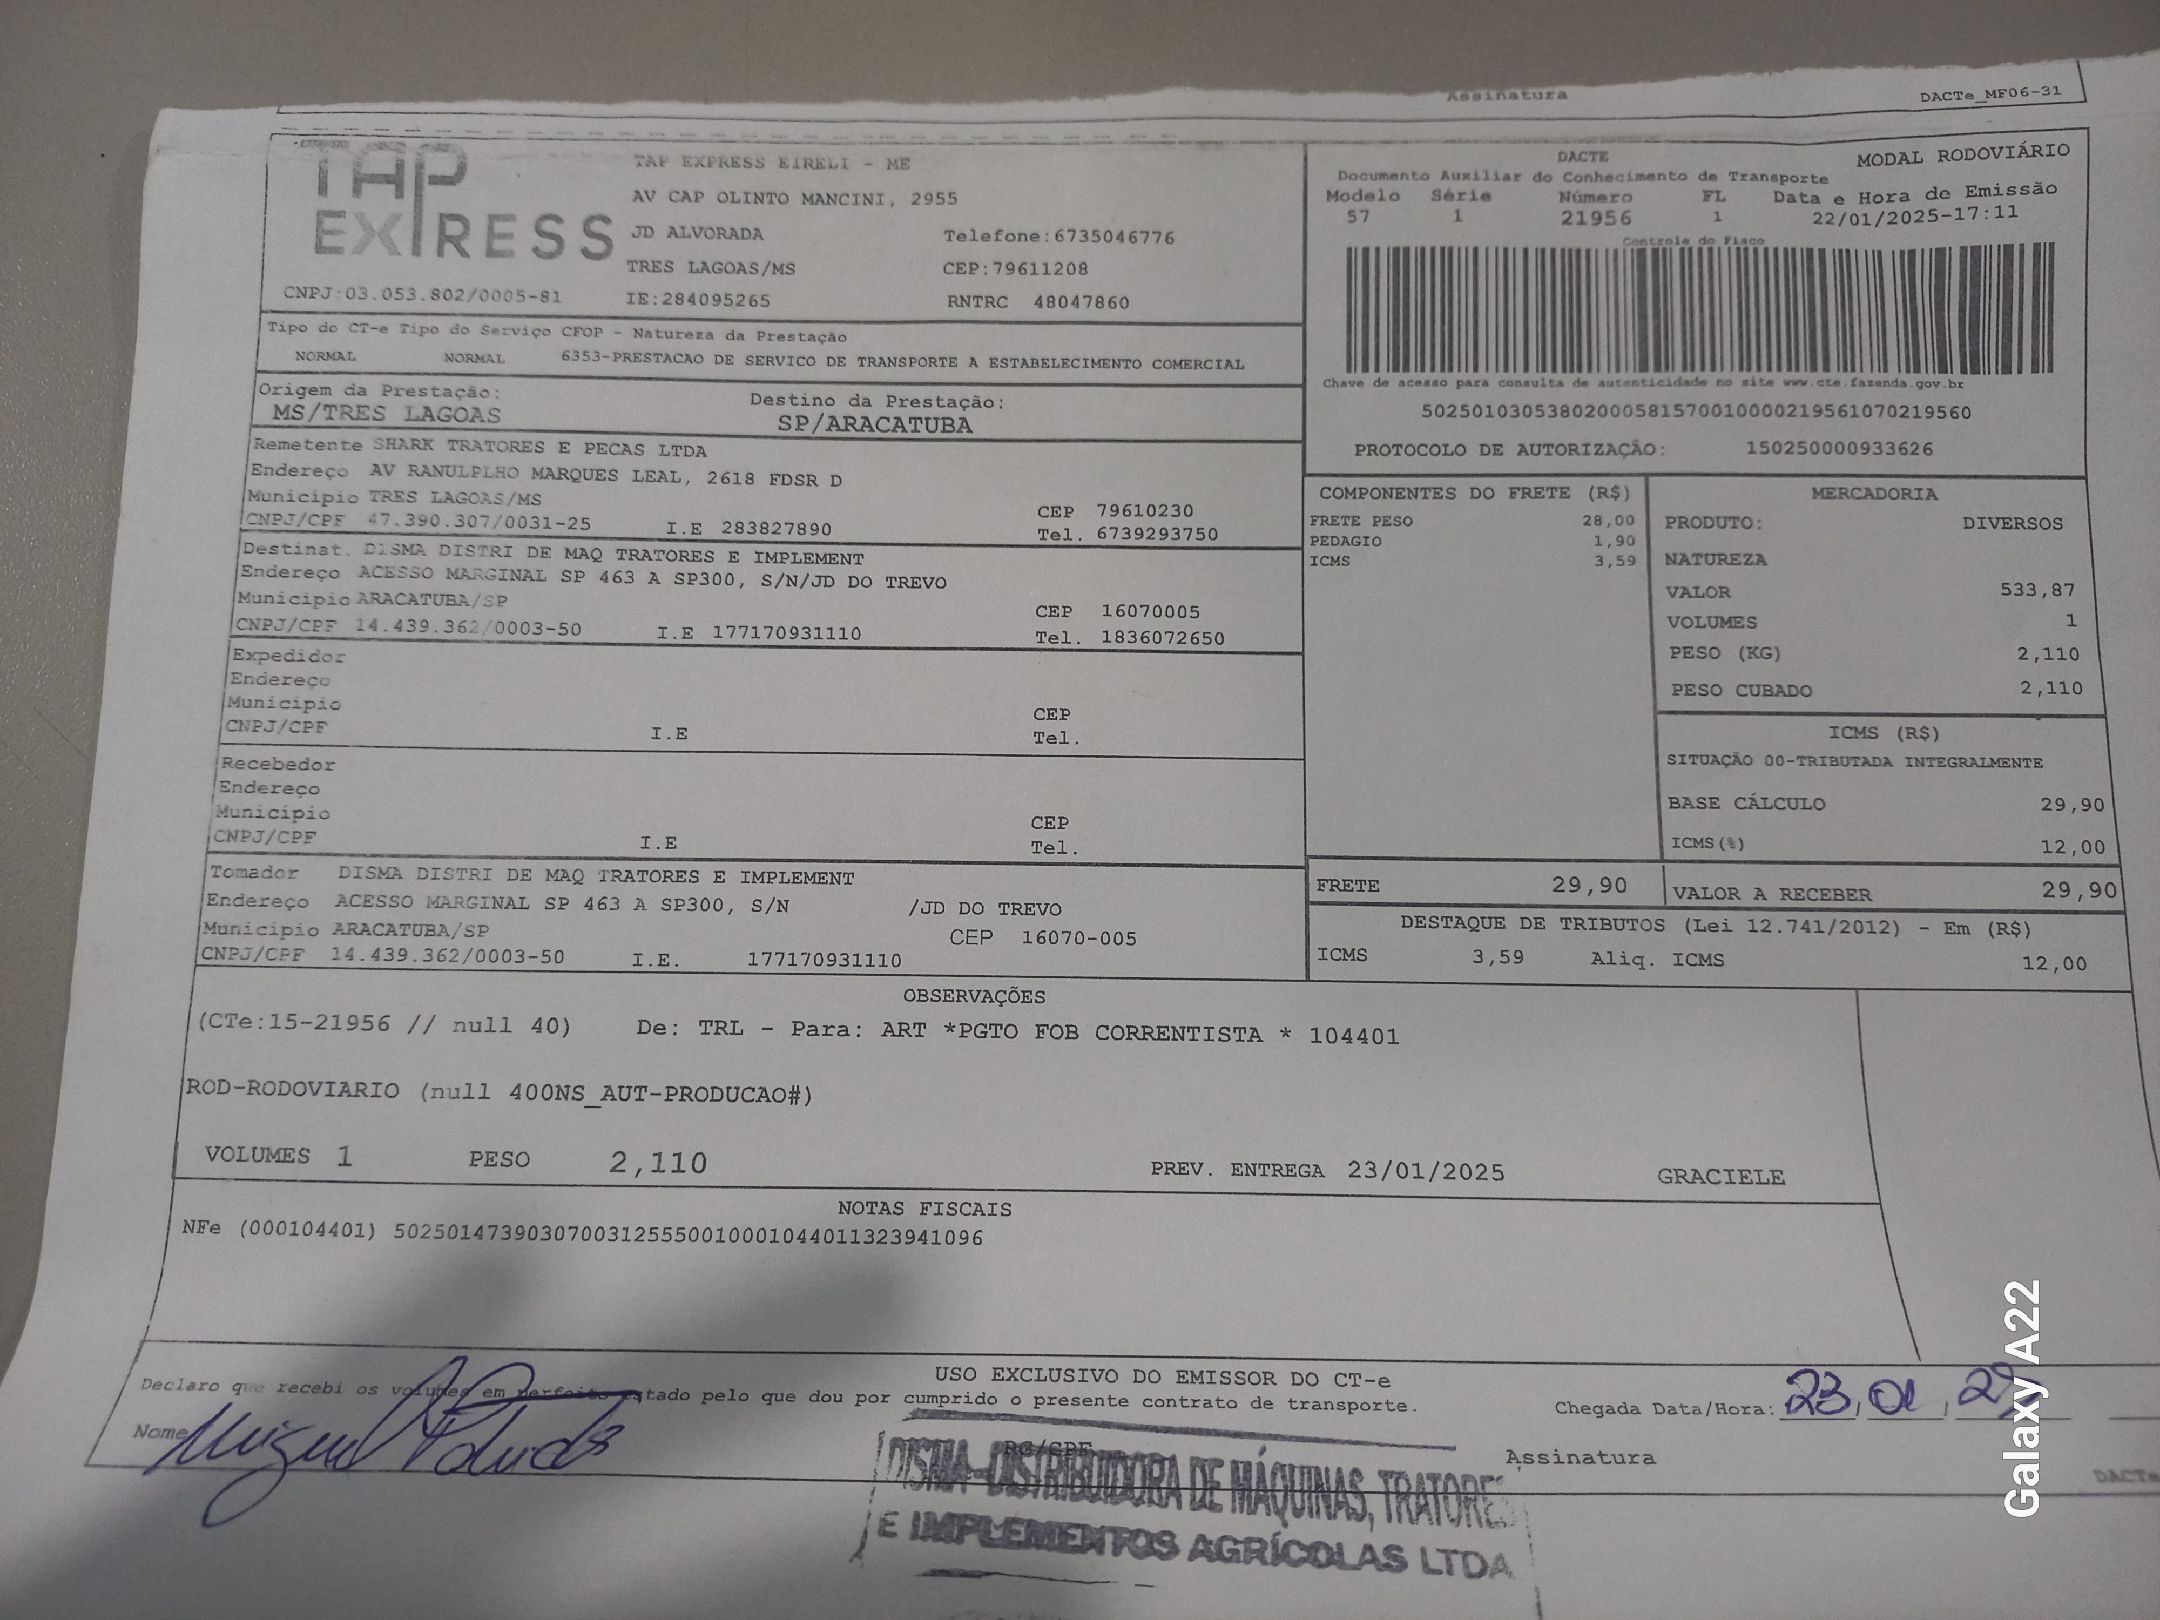 Assinatura
DACTe_MF06-31
TAP EXPRESS
TAP EXPRESS EIRELI - ME
AV CAP OLINTO MANCINI, 2955
JD ALVORADA Telefone:6735046776
TRES LAGOAS/MS CEP:79611208
CNPJ:03.053.802/0005-81 IE:284095265 RNTRC 48047860
DACTE MODAL RODOVIÁRIO
Documento Auxiliar do Conhecimento de Transporte
Modelo Série Número FL Data e Hora de Emissão
57 1 21956 1 22/01/2025-17:11
Controle do Fisco
Chave de acesso para consulta de autenticidade no site www.cte.fazenda.gov.br
50250103053802000581570010000219561070219560
PROTOCOLO DE AUTORIZAÇÃO: 150250000933626
Tipo do CT-e Tipo do Serviço CFOP - Natureza da Prestação
NORMAL NORMAL 6353-PRESTACAO DE SERVICO DE TRANSPORTE A ESTABELECIMENTO COMERCIAL
Origem da Prestação: Destino da Prestação:
MS/TRES LAGOAS SP/ARACATUBA
Remetente SHARK TRATORES E PECAS LTDA
Endereço AV RANULPLHO MARQUES LEAL, 2618 FDSR D
Municipio TRES LAGOAS/MS CEP 79610230
CNPJ/CPF 47.390.307/0031-25 I.E 283827890 Tel. 6739293750
Destinat. DISMA DISTRI DE MAQ TRATORES E IMPLEMENT
Endereço ACESSO MARGINAL SP 463 A SP300, S/N/JD DO TREVO
Municipio ARACATUBA/SP CEP 16070005
CNPJ/CPF 14.439.362/0003-50 I.E 177170931110 Tel. 1836072650
Expedidor
Endereço
Municipio CEP
CNPJ/CPF I.E Tel.
Recebedor
Endereço
Município CEP
CNPJ/CPF I.E Tel.
Tomador DISMA DISTRI DE MAQ TRATORES E IMPLEMENT
Endereço ACESSO MARGINAL SP 463 A SP300, S/N /JD DO TREVO
Municipio ARACATUBA/SP CEP 16070-005
CNPJ/CPF 14.439.362/0003-50 I.E. 177170931110
COMPONENTES DO FRETE (R$)
FRETE PESO 28,00
PEDAGIO 1,90
ICMS 3,59
MERCADORIA
PRODUTO: DIVERSOS
NATUREZA
VALOR 533,87
VOLUMES 1
PESO (KG) 2,110
PESO CUBADO 2,110
ICMS (R$)
SITUAÇÃO 00-TRIBUTADA INTEGRALMENTE
BASE CÁLCULO 29,90
ICMS(%) 12,00
FRETE 29,90 VALOR A RECEBER 29,90
DESTAQUE DE TRIBUTOS (Lei 12.741/2012) - Em (R$)
ICMS 3,59 Aliq. ICMS 12,00
OBSERVAÇÕES
(CTe:15-21956 // null 40) De: TRL - Para: ART *PGTO FOB CORRENTISTA * 104401
ROD-RODOVIARIO (null 400NS_AUT-PRODUCAO#)
VOLUMES 1 PESO 2,110 PREV. ENTREGA 23/01/2025 GRACIELE
NOTAS FISCAIS
NFe (000104401) 50250147390307003125550010001044011323941096
USO EXCLUSIVO DO EMISSOR DO CT-e
Declaro que recebi os volumes em perfeito estado pelo que dou por cumprido o presente contrato de transporte.
Chegada Data/Hora: 23, 01, 25
Nome RG/CPF Assinatura
DACTe
DISMA-DISTRIBUIDORA DE MÁQUINAS, TRATORES
E IMPLEMENTOS AGRÍCOLAS LTDA
Galaxy A22